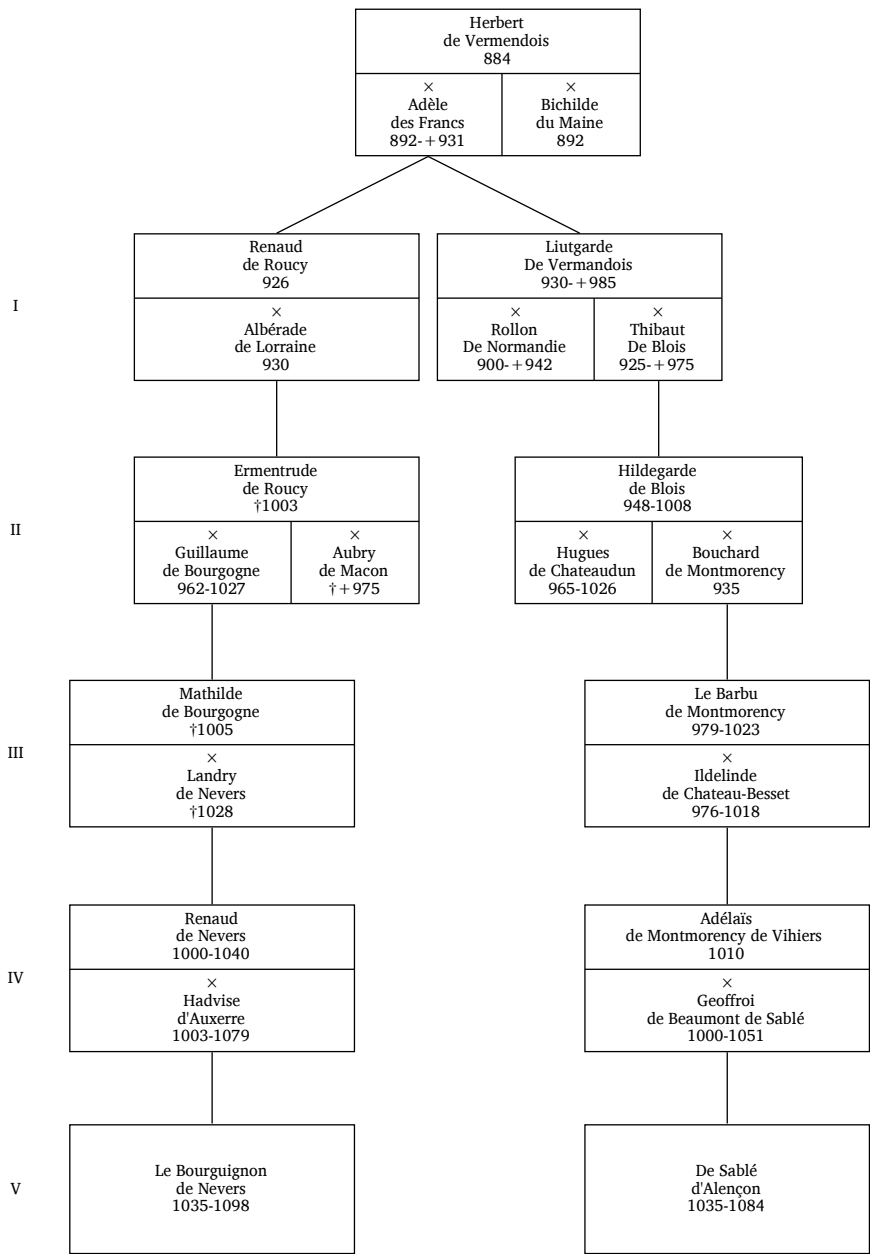 Herbert
de Vermendois
884
×
Adèle
des Francs
892-+931
×
Bichilde
du Maine
892
I
Renaud
de Roucy
926
×
Albérade
de Lorraine
930
Liutgarde
De Vermandois
930-+985
×
Rollon
De Normandie
900-+942
×
Thibaut
De Blois
925-+975
II
Ermentrude
de Roucy
†1003
×
Guillaume
de Bourgogne
962-1027
×
Aubry
de Macon
†+975
Hildegarde
de Blois
948-1008
×
Hugues
de Chateaudun
965-1026
×
Bouchard
de Montmorency
935
III
Mathilde
de Bourgogne
†1005
×
Landry
de Nevers
†1028
Le Barbu
de Montmorency
979-1023
×
Ildelinde
de Chateau-Besset
976-1018
IV
Renaud
de Nevers
1000-1040
×
Hadvise
d'Auxerre
1003-1079
Adélaïs
de Montmorency de Vihiers
1010
×
Geoffroi
de Beaumont de Sablé
1000-1051
V
Le Bourguignon
de Nevers
1035-1098
De Sablé
d'Alençon
1035-1084